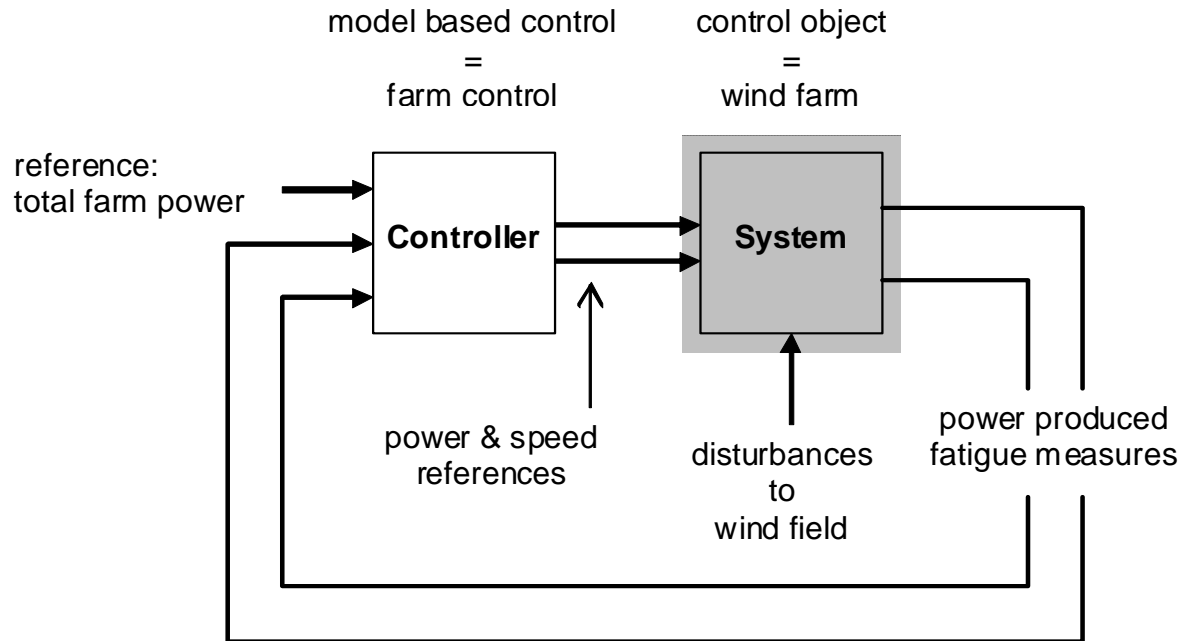 model based control
=
farm control
control object
=
wind farm
reference:
total farm power
Controller
System
power & speed
references
disturbances
to
wind field
power produced
fatigue measures